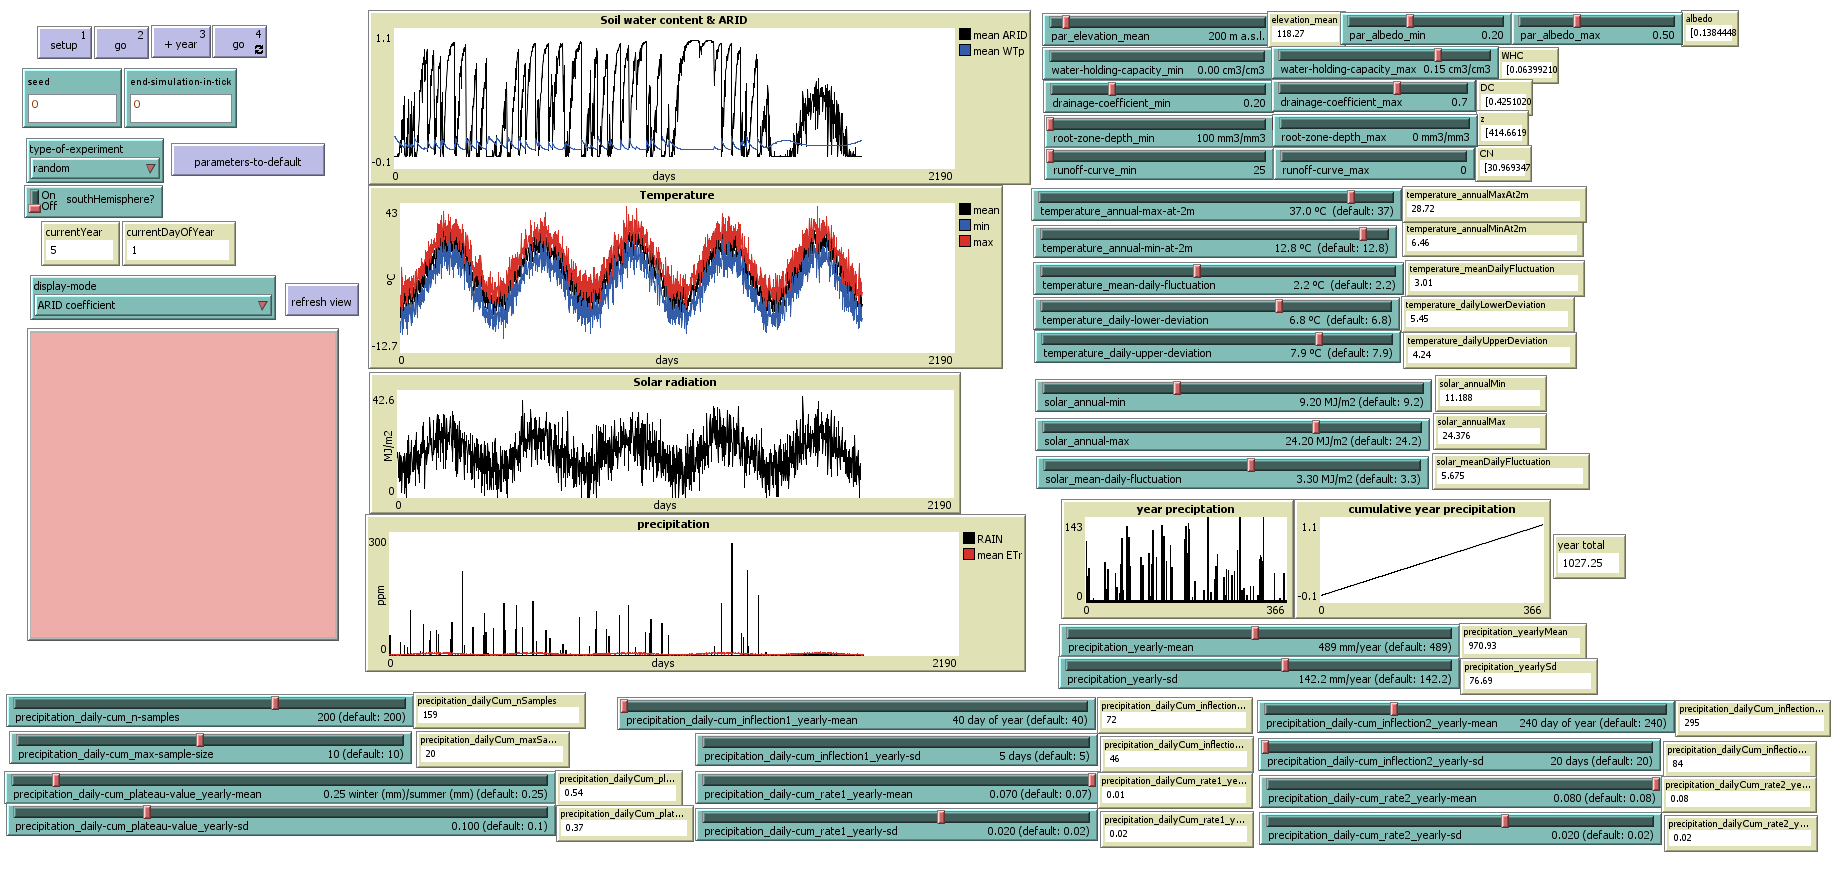 setup 1
go 2
+ year 3
go 4
seed
0
end-simulation-in-tick
0
type-of-experiment
random
parameters-to-default
On
Off
southHemisphere?
currentYear
5
currentDayOfYear
1
display-mode
ARID coefficient
refresh view
Soil water content & ARID
1.1
-0.1
0
days
2190
mean ARID
mean WTp
Temperature
43
ºC
-12.7
0
days
2190
mean
min
max
Solar radiation
42.6
MJ/m2
0
0
days
2190
precipitation
300
ppm
0
0
days
2190
RAIN
mean ETr
par_elevation_mean 200 m a.s.l.
elevation_mean
118.27
par_albedo_min 0.20
par_albedo_max 0.50
albedo
[0.1384448
water-holding-capacity_min 0.00 cm3/cm3
water-holding-capacity_max 0.15 cm3/cm3
WHC
[0.06399210
drainage-coefficient_min 0.20
drainage-coefficient_max 0.7
DC
[0.4251020
root-zone-depth_min 100 mm3/mm3
root-zone-depth_max 0 mm3/mm3
z
[414.6619
runoff-curve_min 25
runoff-curve_max 0
CN
[30.969347
temperature_annual-max-at-2m 37.0 ºC (default: 37)
temperature_annualMaxAt2m
28.72
temperature_annual-min-at-2m 12.8 ºC (default: 12.8)
temperature_annualMinAt2m
6.46
temperature_mean-daily-fluctuation 2.2 ºC (default: 2.2)
temperature_meanDailyFluctuation
3.01
temperature_daily-lower-deviation 6.8 ºC (default: 6.8)
temperature_dailyLowerDeviation
5.45
temperature_daily-upper-deviation 7.9 ºC (default: 7.9)
temperature_dailyUpperDeviation
4.24
solar_annual-min 9.20 MJ/m2 (default: 9.2)
solar_annualMin
11.188
solar_annual-max 24.20 MJ/m2 (default: 24.2)
solar_annualMax
24.376
solar_mean-daily-fluctuation 3.30 MJ/m2 (default: 3.3)
solar_meanDailyFluctuation
5.675
year preciptation
143
0
0
366
cumulative year precipitation
1.1
-0.1
0
366
year total
1027.25
precipitation_yearly-mean 489 mm/year (default: 489)
precipitation_yearlyMean
970.93
precipitation_yearly-sd 142.2 mm/year (default: 142.2)
precipitation_yearlySd
76.69
precipitation_daily-cum_n-samples 200 (default: 200)
precipitation_dailyCum_nSamples
159
precipitation_daily-cum_max-sample-size 10 (default: 10)
precipitation_dailyCum_maxSa...
20
precipitation_daily-cum_plateau-value_yearly-mean 0.25 winter (mm)/summer (mm) (default: 0.25)
precipitation_dailyCum_pl...
0.54
precipitation_daily-cum_plateau-value_yearly-sd 0.100 (default: 0.1)
precipitation_dailyCum_plat...
0.37
precipitation_daily-cum_inflection1_yearly-mean 40 day of year (default: 40)
precipitation_dailyCum_inflection...
72
precipitation_daily-cum_inflection1_yearly-sd 5 days (default: 5)
precipitation_dailyCum_inflectio...
46
precipitation_daily-cum_rate1_yearly-mean 0.070 (default: 0.07)
precipitation_dailyCum_rate1_ye...
0.01
precipitation_daily-cum_rate1_yearly-sd 0.020 (default: 0.02)
precipitation_dailyCum_rate1_y...
0.02
precipitation_daily-cum_inflection2_yearly-mean 240 day of year (default: 240)
precipitation_dailyCum_inflection...
295
precipitation_daily-cum_inflection2_yearly-sd 20 days (default: 20)
precipitation_dailyCum_inflectio...
84
precipitation_daily-cum_rate2_yearly-mean 0.080 (default: 0.08)
precipitation_dailyCum_rate2_ye...
0.08
precipitation_daily-cum_rate2_yearly-sd 0.020 (default: 0.02)
precipitation_dailyCum_rate2_y...
0.02